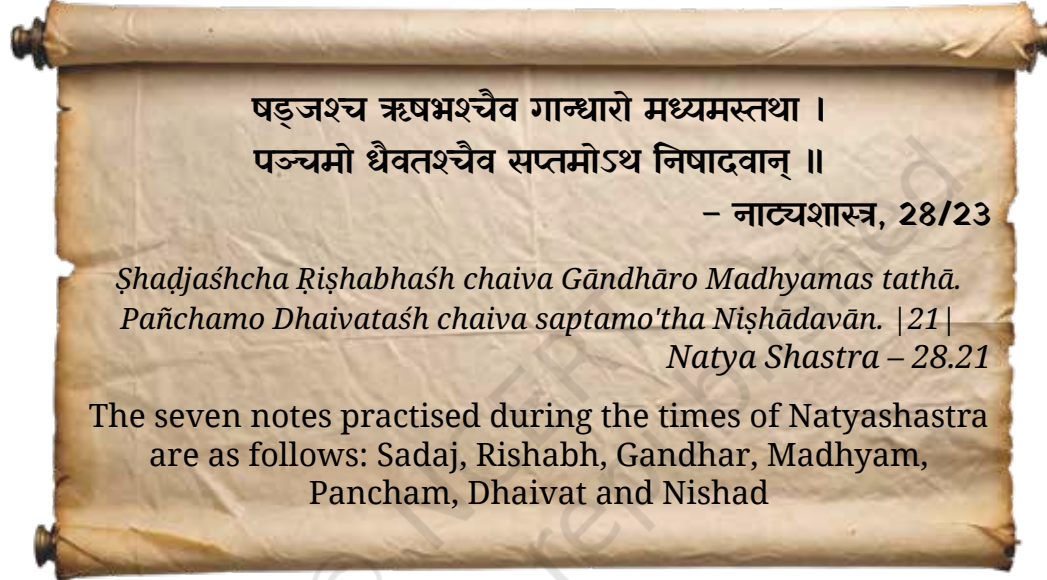 षड्जश्च ऋषभश्चैव गान्धारो मध्यमस्तथा ।
पञ्चमो धैवतश्चैव सप्तमोऽथ निषादवान् ॥
– नाट्यशास्त्र, 28/23
Ṣhaḍjaśhcha Ṛiṣhabhaśh chaiva Gāndhāro Madhyamas tathā.
Pañchamo Dhaivataśh chaiva saptamo'tha Niṣhādavān. |21|
Natya Shastra – 28.21
The seven notes practised during the times of Natyashastra
are as follows: Sadaj, Rishabh, Gandhar, Madhyam,
Pancham, Dhaivat and Nishad